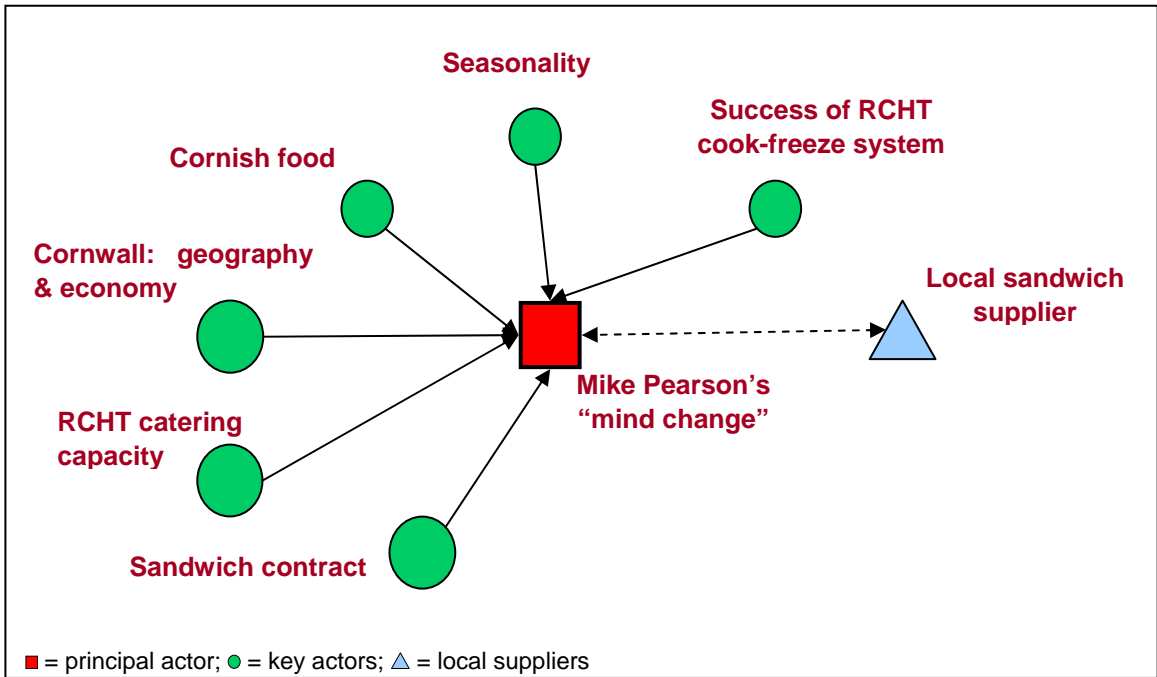 Seasonality
Success of RCHT
cook-freeze system
Cornish food
Cornwall: geography
& economy
Local sandwich
supplier
Mike Pearson’s
“mind change”
RCHT catering
capacity
Sandwich contract
= principal actor; = key actors; = local suppliers